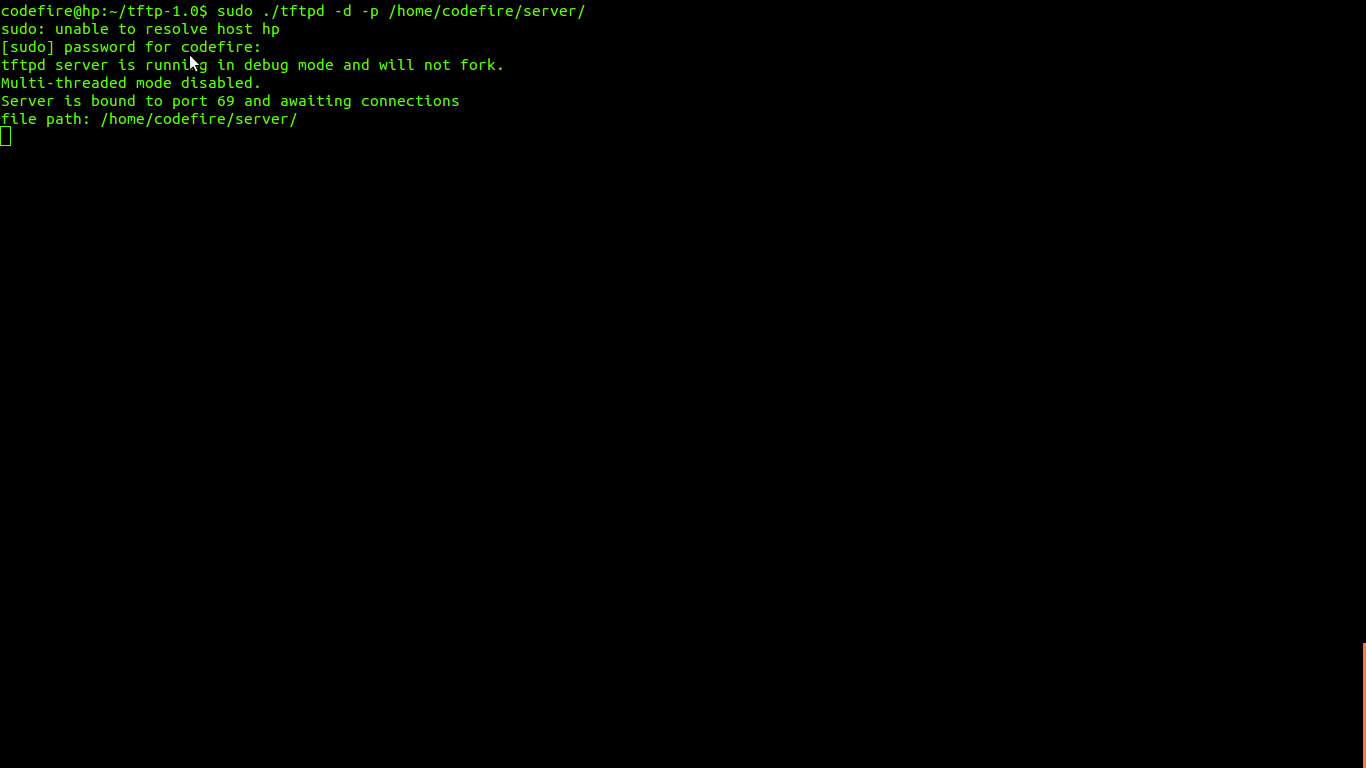 codefire@hp:~/tftp-1.0$ sudo ./tftpd -d -p /home/codefire/server/
sudo: unable to resolve host hp
[sudo] password for codefire:
tftpd server is running in debug mode and will not fork.
Multi-threaded mode disabled.
Server is bound to port 69 and awaiting connections
file path: /home/codefire/server/